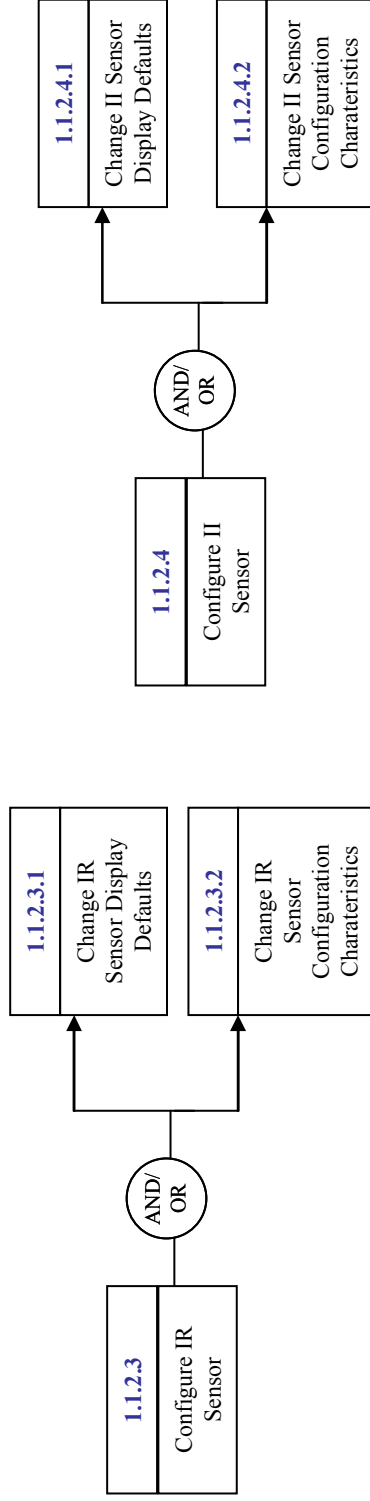 1.1.2.3
Configure IR
Sensor
AND/
OR
1.1.2.3.1
Change IR
Sensor Display
Defaults
1.1.2.3.2
Change IR
Sensor
Configuration
Charateristics
1.1.2.4
Configure II
Sensor
AND/
OR
1.1.2.4.1
Change II Sensor
Display Defaults
1.1.2.4.2
Change II Sensor
Configuration
Charateristics